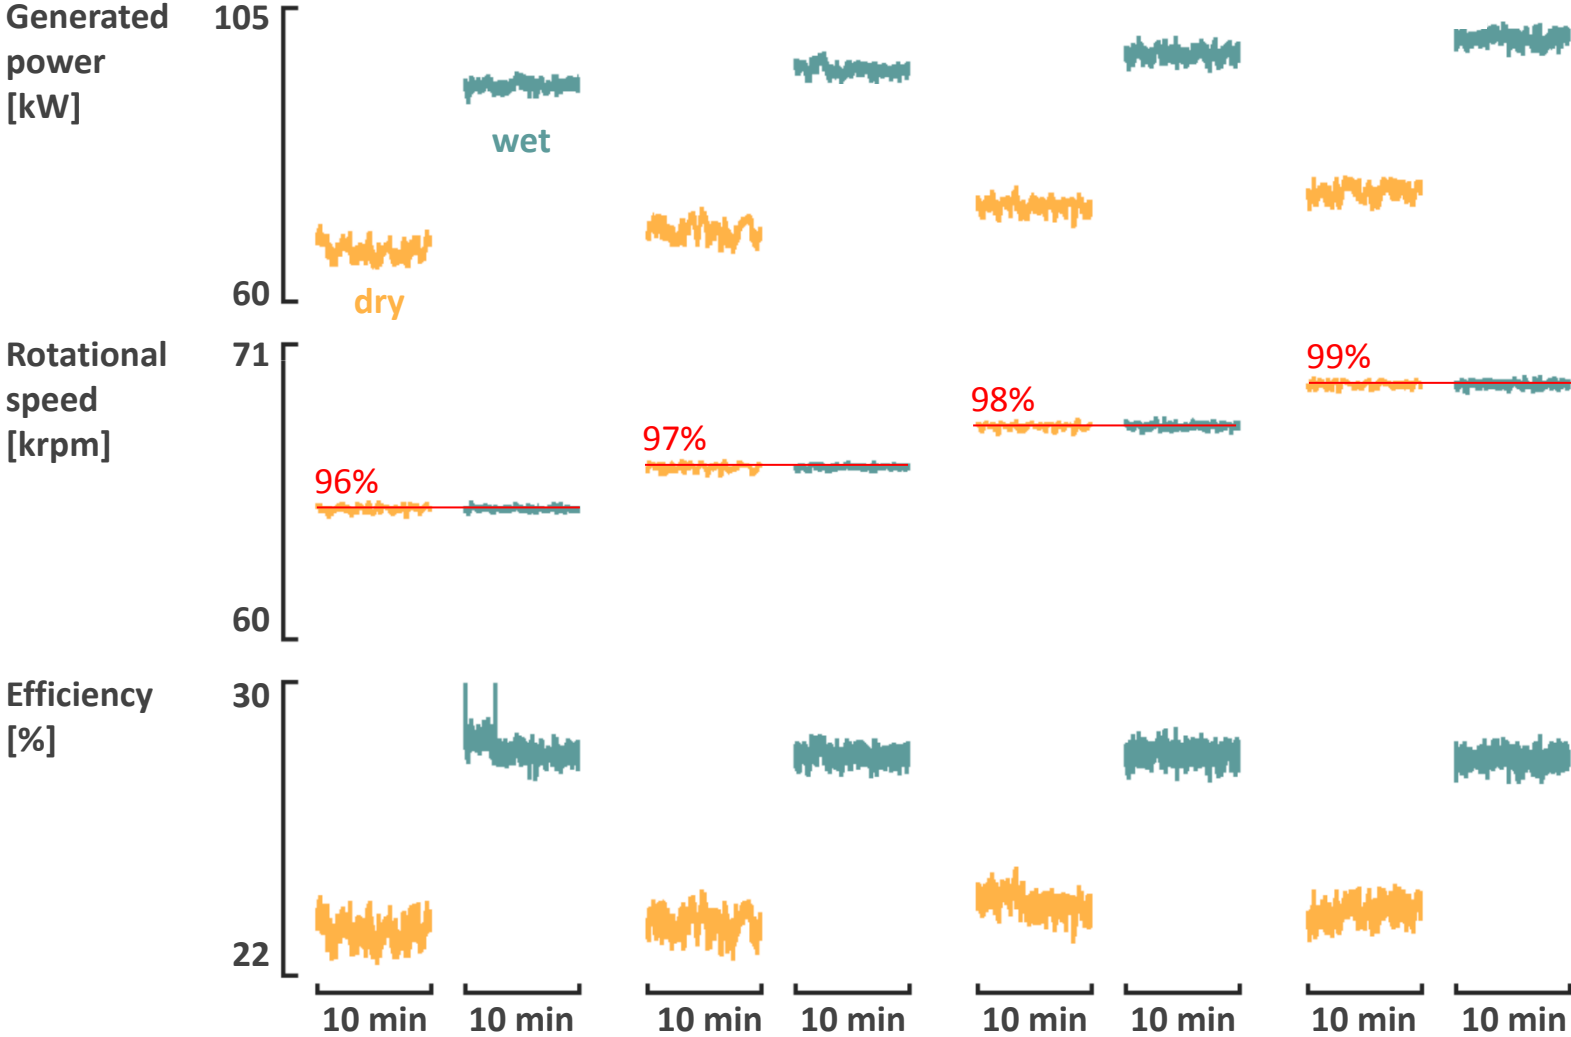 Generated
power
[kW]
105
60
wet
dry
Rotational
speed
[krpm]
71
60
96%
97%
98%
99%
Efficiency
[%]
30
22
10 min 10 min 10 min 10 min 10 min 10 min 10 min 10 min